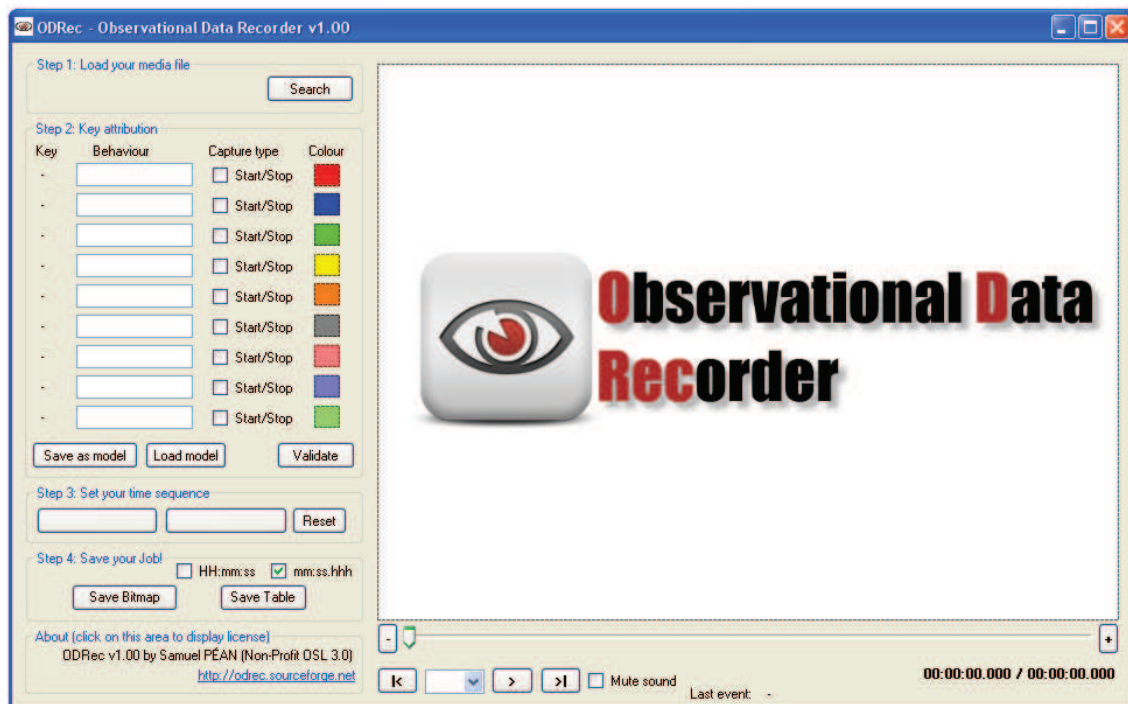 ODRec - Observational Data Recorder v1.00
Step 1: Load your media file
Search
Step 2: Key attribution
Key Behaviour Capture type Colour
- Start/Stop
- Start/Stop
- Start/Stop
- Start/Stop
- Start/Stop
- Start/Stop
- Start/Stop
- Start/Stop
- Start/Stop
Save as model Load model Validate
Step 3: Set your time sequence
Reset
Step 4: Save your Job!
HH:mm:ss mm:ss.hhh
Save Bitmap Save Table
About (click on this area to display license)
ODRec v1.00 by Samuel PÉAN (Non-Profit OSL 3.0)
http://odrec.sourceforge.net
Observational Data
Recorder
- +
|< > >| Mute sound
Last event: -
00:00:00.000 / 00:00:00.000